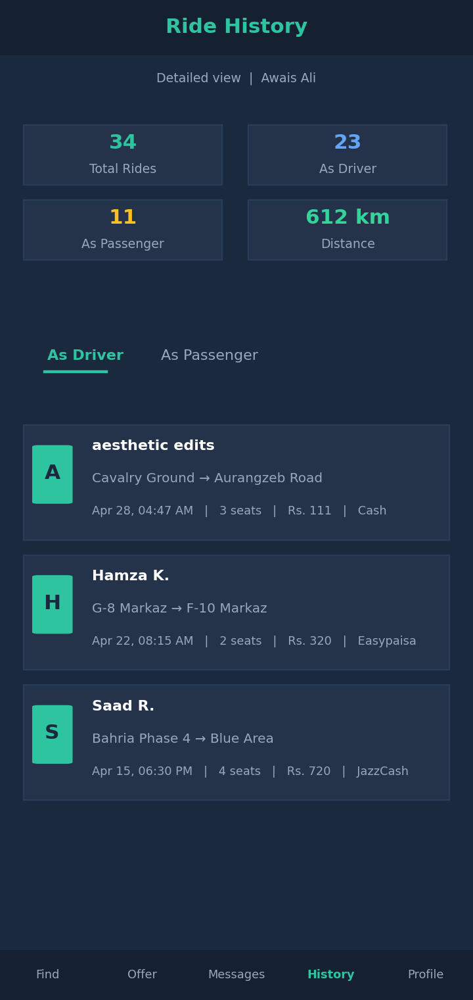 Ride History
Detailed view | Awais Ali
34
Total Rides
23
As Driver
11
As Passenger
612 km
Distance
As Driver
As Passenger
A
aesthetic edits
Cavalry Ground → Aurangzeb Road
Apr 28, 04:47 AM | 3 seats | Rs. 111 | Cash
H
Hamza K.
G-8 Markaz → F-10 Markaz
Apr 22, 08:15 AM | 2 seats | Rs. 320 | Easypaisa
S
Saad R.
Bahria Phase 4 → Blue Area
Apr 15, 06:30 PM | 4 seats | Rs. 720 | JazzCash
Find Offer Messages History Profile